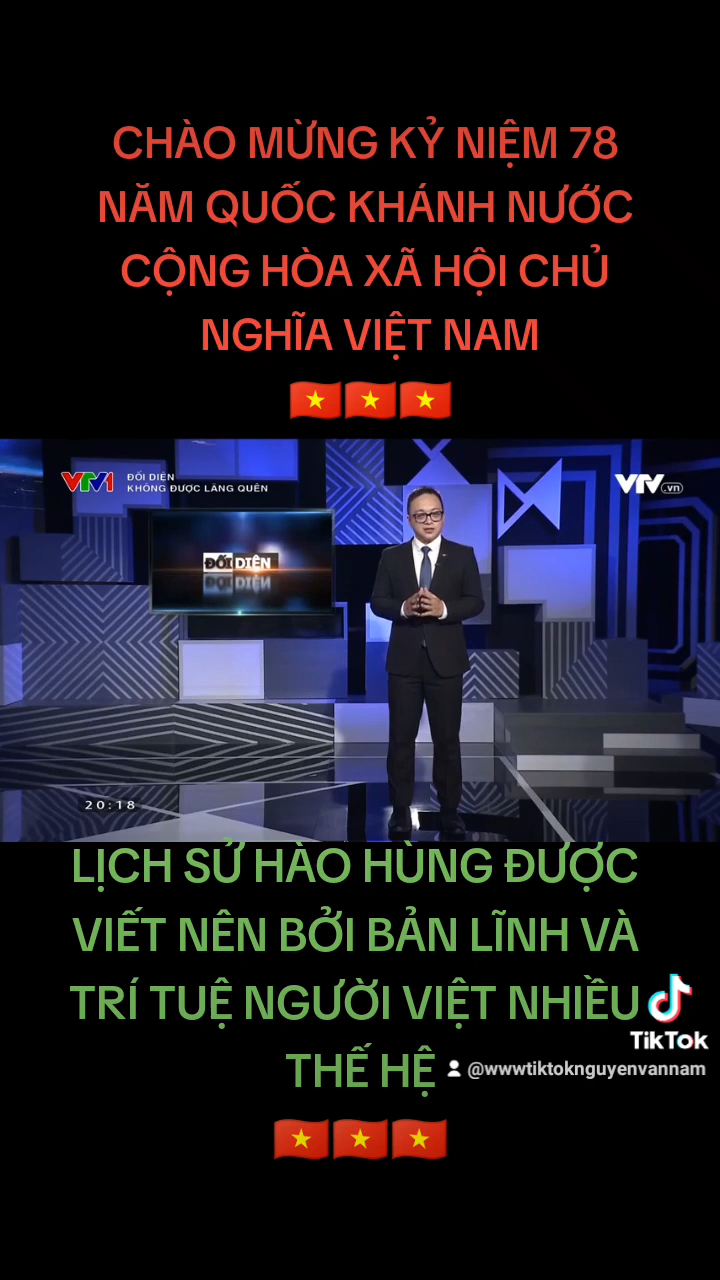 CHÀO MỪNG KỶ NIỆM 78
NĂM QUỐC KHÁNH NƯỚC
CỘNG HÒA XÃ HỘI CHỦ
NGHĨA VIỆT NAM
VTV1
ĐỐI DIỆN
KHÔNG ĐƯỢC LÃNG QUÊN
VTV.vn
ĐỐI DIỆN
20:18
LỊCH SỬ HÀO HÙNG ĐƯỢC
VIẾT NÊN BỞI BẢN LĨNH VÀ
TRÍ TUỆ NGƯỜI VIỆT NHIỀU
THẾ HỆ
TikTok
@wwwtiktoknguyenvannam